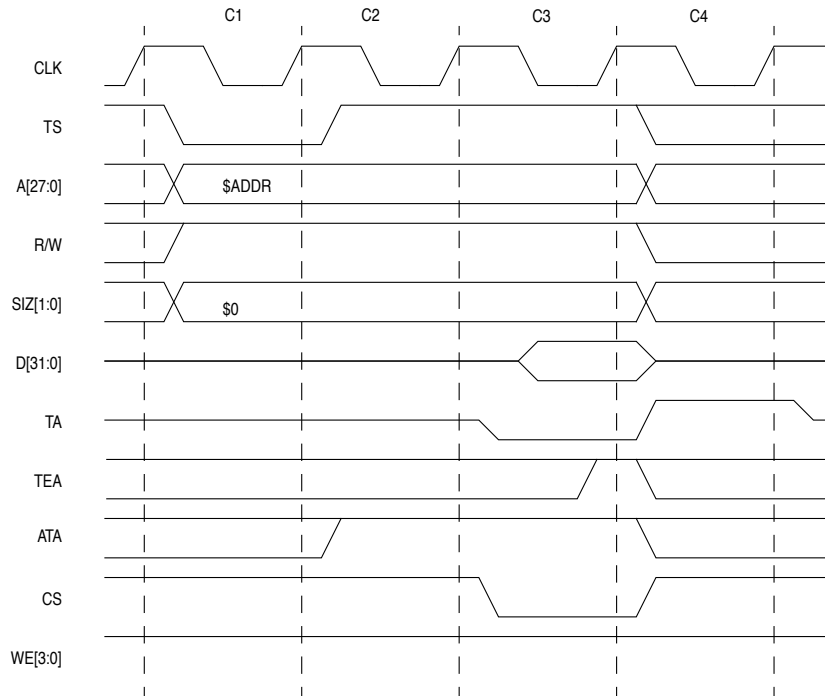 C1 C2 C3 C4
CLK
TS
A[27:0] $ADDR
R/W
SIZ[1:0] $0
D[31:0]
TA
TEA
ATA
CS
WE[3:0]